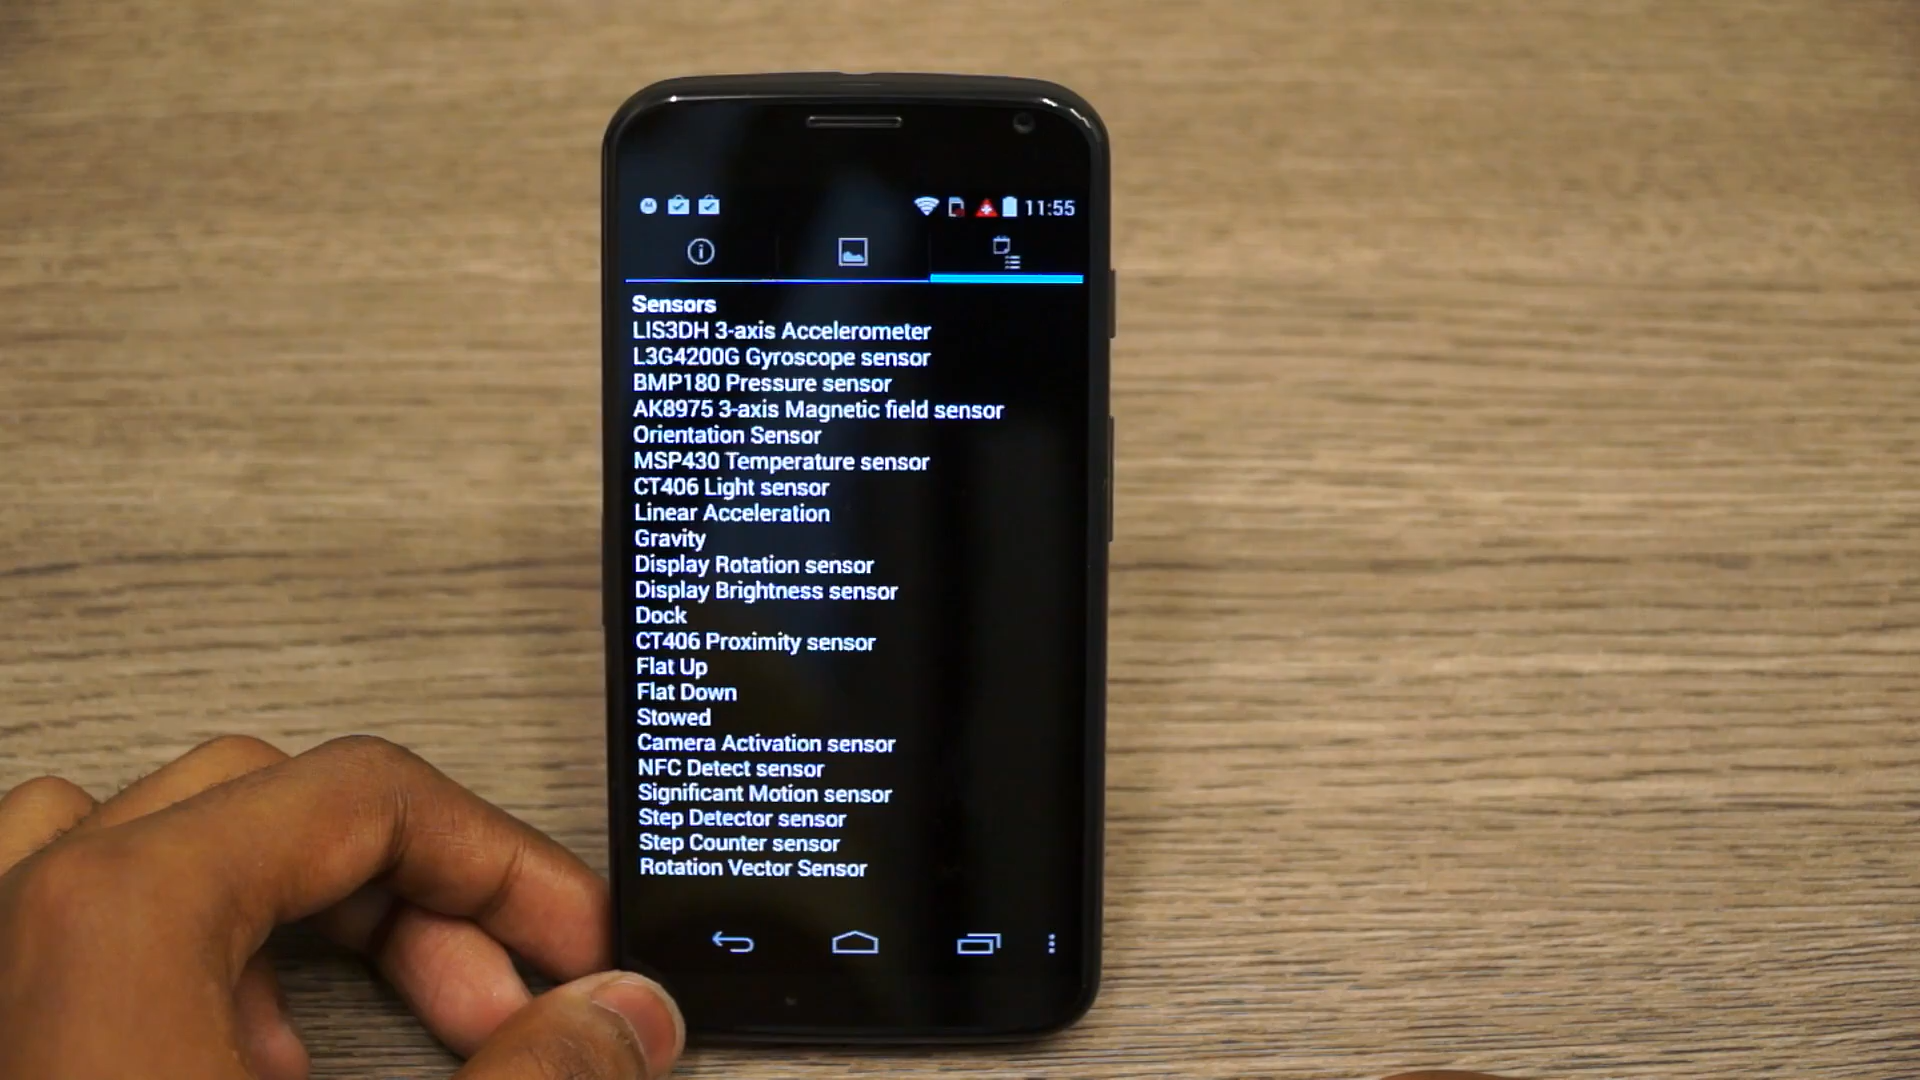 11:55
Sensors
LIS3DH 3-axis Accelerometer
L3G4200G Gyroscope sensor
BMP180 Pressure sensor
AK8975 3-axis Magnetic field sensor
Orientation Sensor
MSP430 Temperature sensor
CT406 Light sensor
Linear Acceleration
Gravity
Display Rotation sensor
Display Brightness sensor
Dock
CT406 Proximity sensor
Flat Up
Flat Down
Stowed
Camera Activation sensor
NFC Detect sensor
Significant Motion sensor
Step Detector sensor
Step Counter sensor
Rotation Vector Sensor